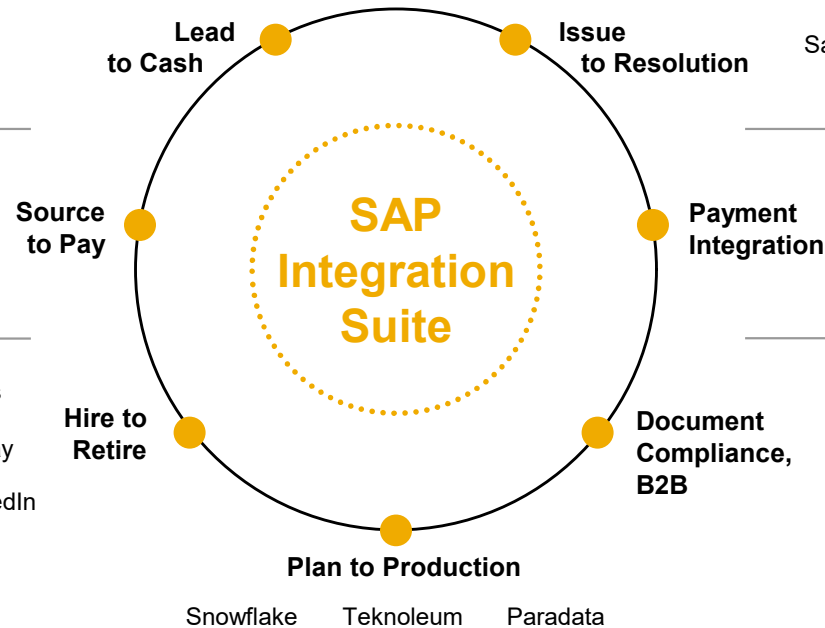 Lead
to Cash
Issue
to Resolution
SAP
Integration
Suite
Source
to Pay
Payment
Integration
Hire to
Retire
Document
Compliance,
B2B
Plan to Production
Snowflake Teknoleum Paradata